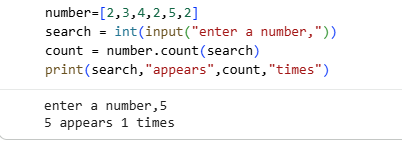 number=[2,3,4,2,5,2]
search = int(input("enter a number,"))
count = number.count(search)
print(search,"appears",count,"times")
enter a number,5
5 appears 1 times